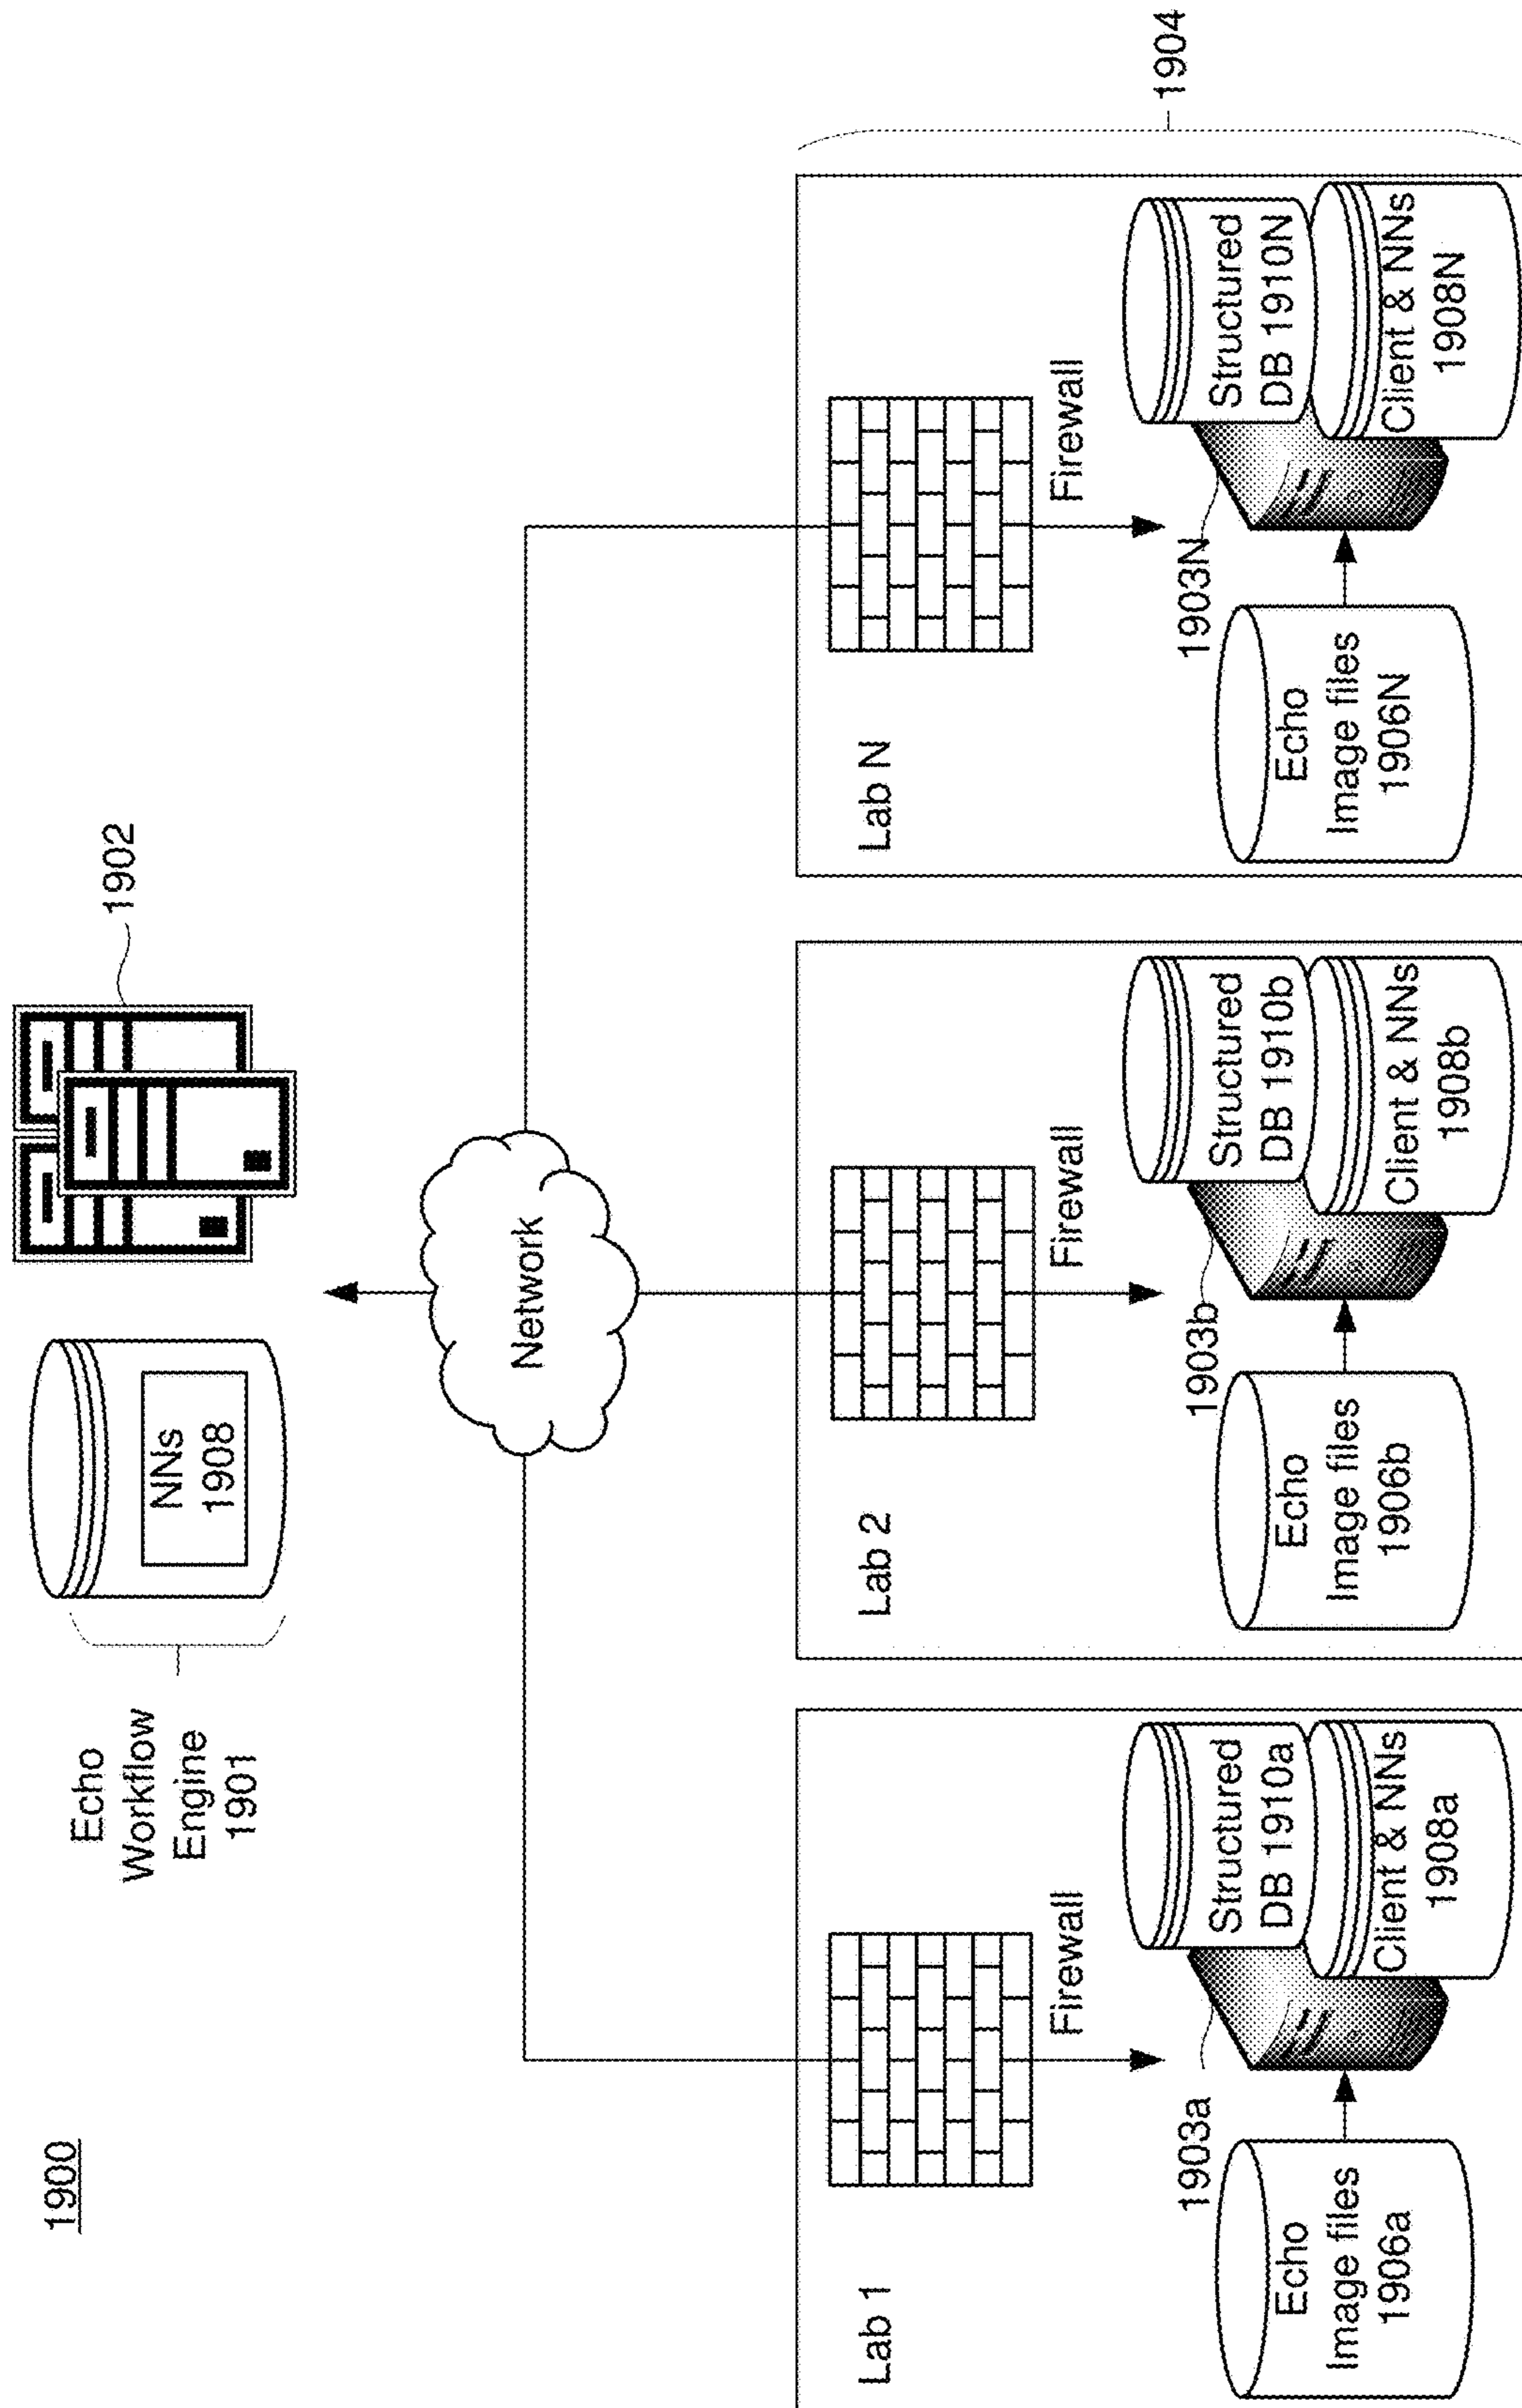 1900
Echo
Workflow
Engine
1901
NNs
1908
1902
Network
Lab 1
Firewall
1903a
Echo
Image files
1906a
Structured
DB 1910a
Client & NNs
1908a
Lab 2
Firewall
1903b
Echo
Image files
1906b
Structured
DB 1910b
Client & NNs
1908b
Lab N
Firewall
1903N
Echo
Image files
1906N
Structured
DB 1910N
Client & NNs
1908N
1904